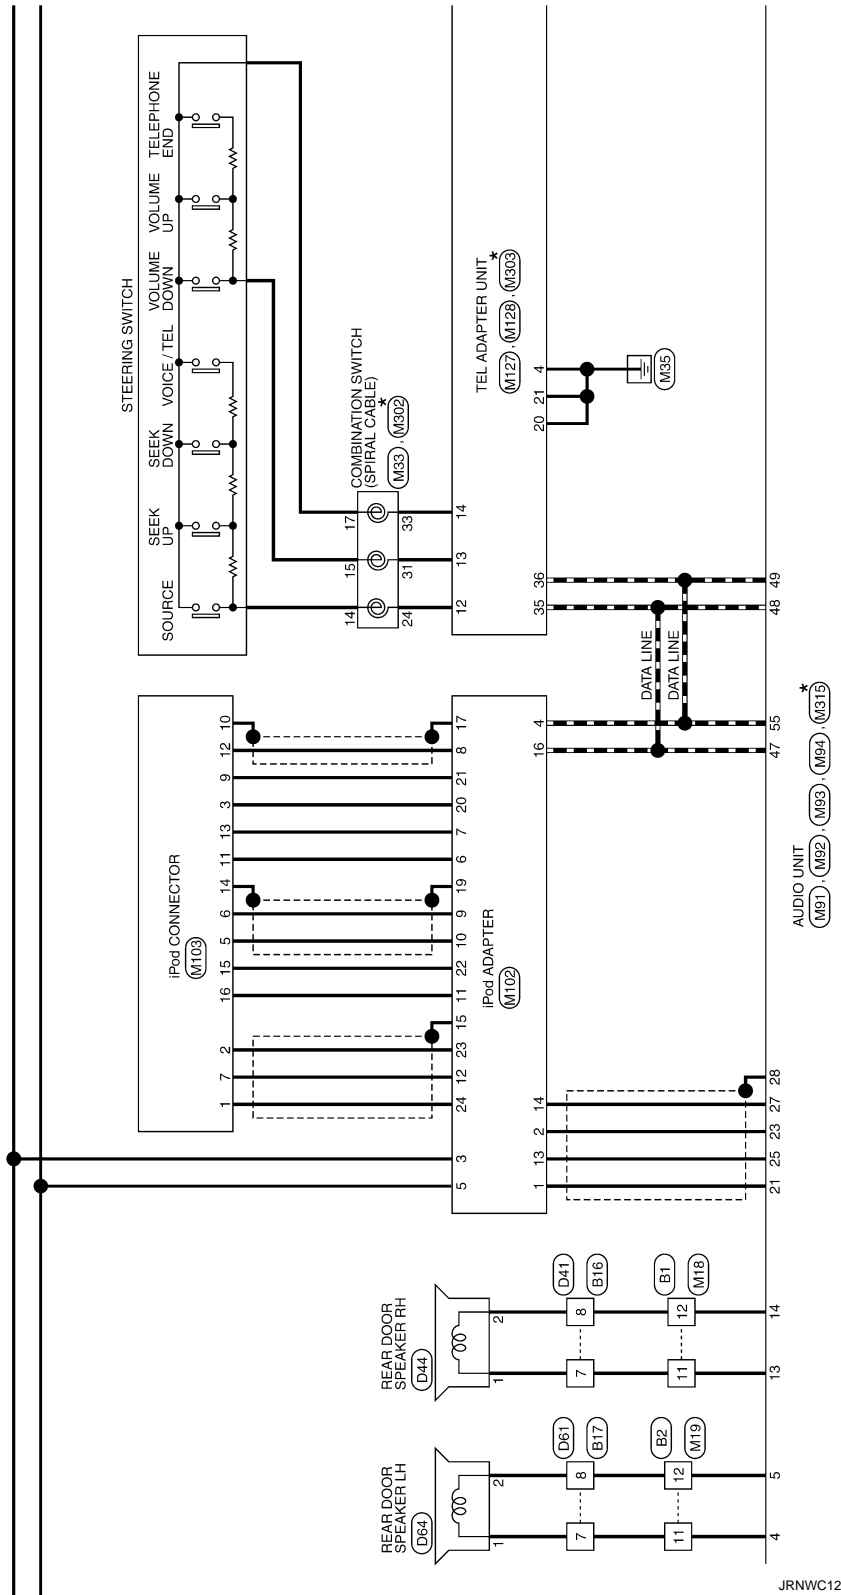 STEERING SWITCH
SOURCE
SEEK
UP
SEEK
DOWN
VOICE / TEL
VOLUME
DOWN
VOLUME
UP
TELEPHONE
END
COMBINATION SWITCH
(SPIRAL CABLE)
M33 , M302 *
14 15 17
24 31 33
12 13 14
TEL ADAPTER UNIT
M127 , M128 , M303 *
35 36
20 21 4
M35
DATA LINE
DATA LINE
48 49
iPod CONNECTOR
M103
1 7 2 16 15 5 6 14 11 13 3 9 12 10
5 3 24 12 23 15 11 22 10 9 19 6 7 20 21 8 17
iPod ADAPTER
M102
1 13 2 14
16 4
21 25 23 27 28
47 55
AUDIO UNIT
M91 , M92 , M93 , M94 , M315 *
REAR DOOR
SPEAKER LH
D64
1 2
7 8
D61
B17
11 12
B2
M19
4 5
REAR DOOR
SPEAKER RH
D44
1 2
7 8
D41
B16
11 12
B1
M18
13 14
JRNWC12